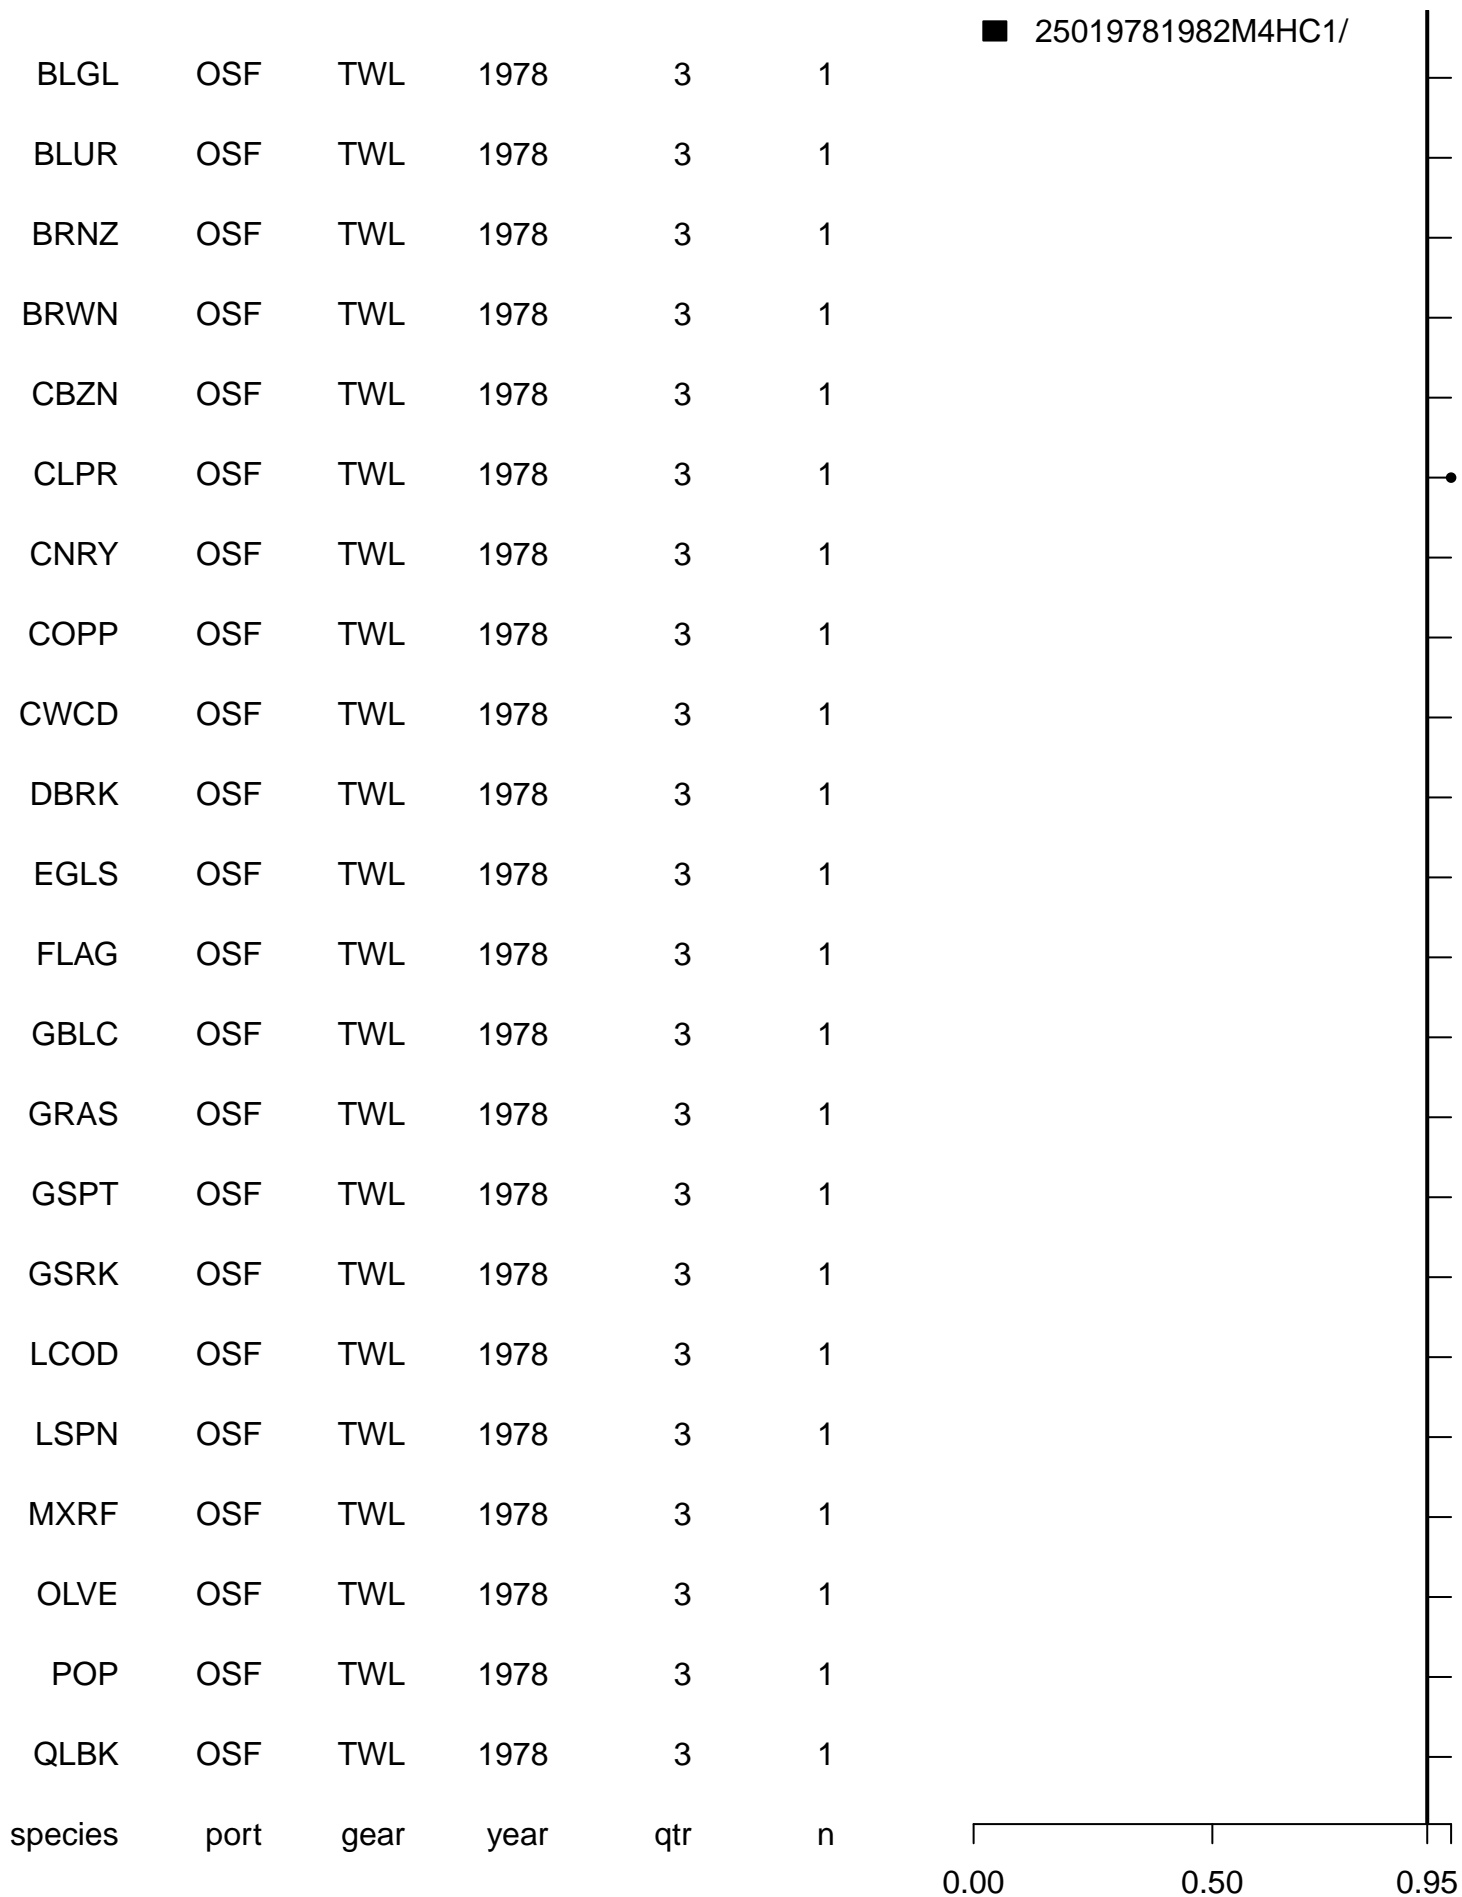 25019781982M4HC1/
BLGL OSF TWL 1978 3 1
BLUR OSF TWL 1978 3 1
BRNZ OSF TWL 1978 3 1
BRWN OSF TWL 1978 3 1
CBZN OSF TWL 1978 3 1
CLPR OSF TWL 1978 3 1
CNRY OSF TWL 1978 3 1
COPP OSF TWL 1978 3 1
CWCD OSF TWL 1978 3 1
DBRK OSF TWL 1978 3 1
EGLS OSF TWL 1978 3 1
FLAG OSF TWL 1978 3 1
GBLC OSF TWL 1978 3 1
GRAS OSF TWL 1978 3 1
GSPT OSF TWL 1978 3 1
GSRK OSF TWL 1978 3 1
LCOD OSF TWL 1978 3 1
LSPN OSF TWL 1978 3 1
MXRF OSF TWL 1978 3 1
OLVE OSF TWL 1978 3 1
POP OSF TWL 1978 3 1
QLBK OSF TWL 1978 3 1
species port gear year qtr n
0.00 0.50 0.95